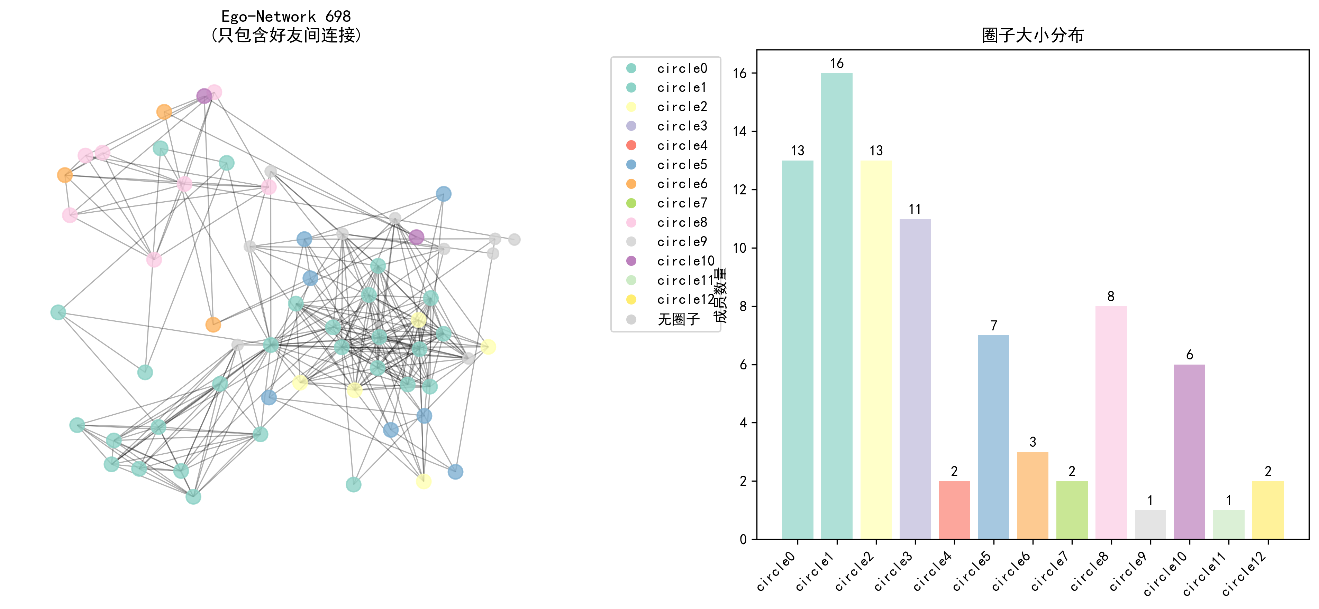 Ego-Network 698
(只包含好友间连接)
circle0
circle1
circle2
circle3
circle4
circle5
circle6
circle7
circle8
circle9
circle10
circle11
circle12
无圈子
圈子大小分布
成员数量
16
14
12
10
8
6
4
2
0
13
16
13
11
2
7
3
2
8
1
6
1
2
circle0
circle1
circle2
circle3
circle4
circle5
circle6
circle7
circle8
circle9
circle10
circle11
circle12